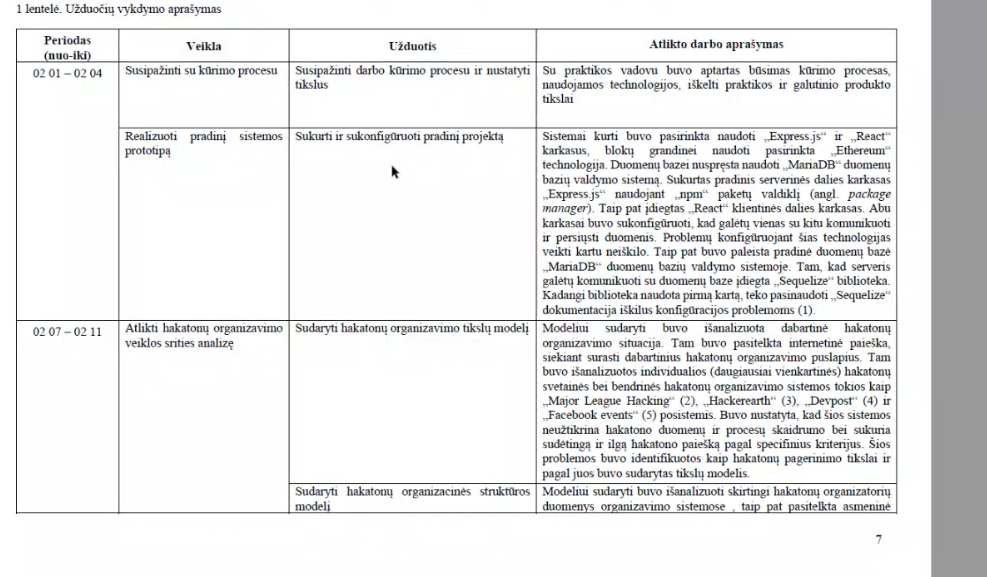 1 lentelė. Užduočių vykdymo aprašymas
Periodas
(nuo-iki)
Veikla
Užduotis
Atlikto darbo aprašymas
02 01 – 02 04
Susipažinti su kūrimo procesu
Susipažinti darbo kūrimo procesu ir nustatyti
tikslus
Su praktikos vadovu buvo aptartas būsimas kūrimo procesas,
naudojamos technologijos, iškelti praktikos ir galutinio produkto
tikslai
Realizuoti pradinį sistemos
prototipą
Sukurti ir sukonfigūruoti pradinį projektą
Sistemai kurti buvo pasirinkta naudoti „Express.js“ ir „React“
karkasus, blokų grandinei naudoti pasirinkta „Ethereum“
technologija. Duomenų bazei nuspręsta naudoti „MariaDB“ duomenų
bazių valdymo sistemą. Sukurtas pradinis serverinės dalies karkasas
„Express.js“ naudojant „npm“ paketų valdiklį (angl. package
manager). Taip pat įdiegtas „React“ klientinės dalies karkasas. Abu
karkasai buvo sukonfigūruoti, kad galėtų vienas su kitu komunikuoti
ir persiųsti duomenis. Problemų konfigūruojant šias technologijas
veikti kartu neiškilo. Taip pat buvo paleista pradinė duomenų bazė
„MariaDB“ duomenų bazių valdymo sistemoje. Tam, kad serveris
galėtų komunikuoti su duomenų baze įdiegta „Sequelize“ biblioteka.
Kadangi biblioteka naudota pirmą kartą, teko pasinaudoti „Sequelize“
dokumentacija iškilus konfigūracijos problemoms (1).
02 07 – 02 11
Atlikti hakatonų organizavimo
veiklos srities analizę
Sudaryti hakatonų organizavimo tikslų modelį
Modeliui sudaryti buvo išanalizuota dabartinė hakatonų
organizavimo situacija. Tam buvo pasitelkta internetinė paieška,
siekiant surasti dabartinius hakatonų organizavimo puslapius. Tam
buvo išanalizuotos individualios (daugiausiai vienkartinės) hakatonų
svetainės bei bendrinės hakatonų organizavimo sistemos tokios kaip
„Major League Hacking“ (2), „Hackerearth“ (3), „Devpost“ (4) ir
„Facebook events“ (5) posistemis. Buvo nustatyta, kad šios sistemos
neužtikrina hakatono duomenų ir procesų skaidrumo bei sukuria
sudėtingą ir ilgą hakatono paiešką pagal specifinius kriterijus. Šios
problemos buvo identifikuotos kaip hakatonų pagerinimo tikslai ir
pagal juos buvo sudarytas tikslų modelis.
Sudaryti hakatonų organizacinės struktūros
modelį
Modeliui sudaryti buvo išanalizuoti skirtingi hakatonų organizatorių
duomenys organizavimo sistemose , taip pat pasitelkta asmeninė
7